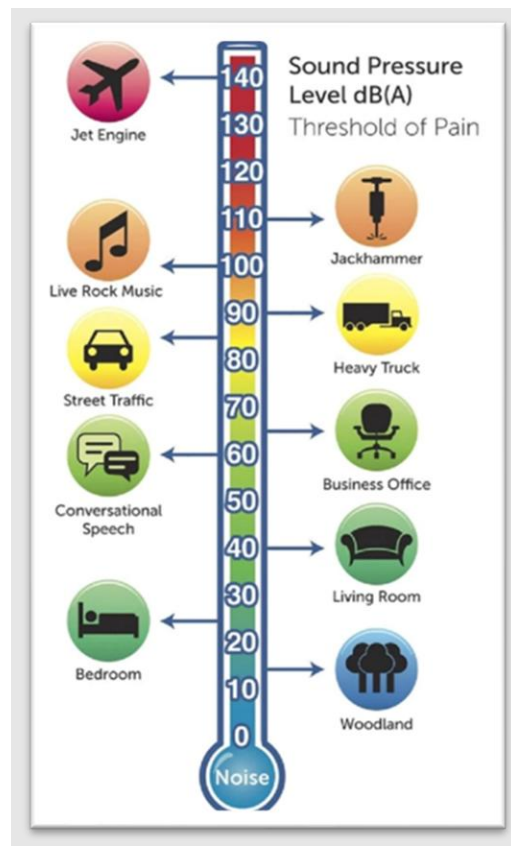 Sound Pressure
Level dB(A)
Threshold of Pain
140
Jet Engine
130
120
110
Jackhammer
Live Rock Music
100
90
Heavy Truck
Street Traffic
80
70
Business Office
60
Conversational
Speech
50
40
Living Room
30
Bedroom
20
10
Woodland
0
Noise